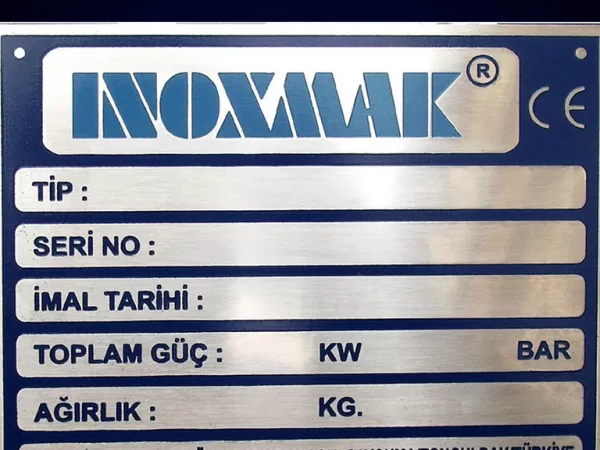 INOXMAK ®
CE
TİP :
SERİ NO :
İMAL TARİHİ :
TOPLAM GÜÇ : KW BAR
AĞIRLIK : KG.